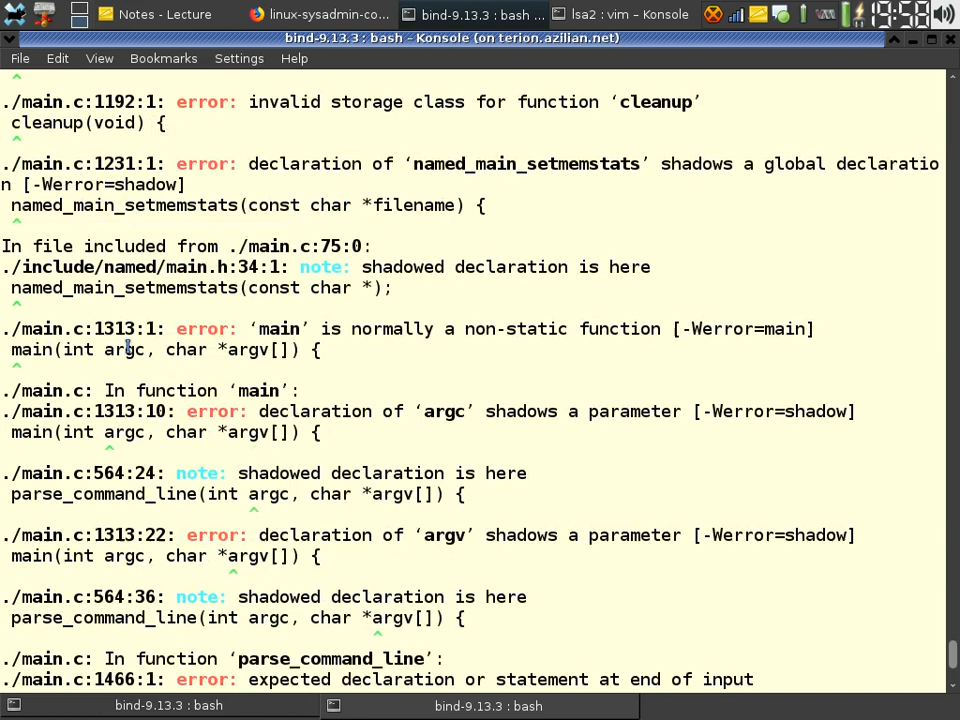 Notes - Lecture
linux-sysadmin-co...
bind-9.13.3 : bash ...
lsa2 : vim – Konsole
bind-9.13.3 : bash – Konsole (on terion.azilian.net)
File Edit View Bookmarks Settings Help
^
./main.c:1192:1: error: invalid storage class for function ‘cleanup’
cleanup(void) {
^
./main.c:1231:1: error: declaration of ‘named_main_setmemstats’ shadows a global declaratio
n [-Werror=shadow]
named_main_setmemstats(const char *filename) {
^
In file included from ./main.c:75:0:
./include/named/main.h:34:1: note: shadowed declaration is here
named_main_setmemstats(const char *);
^
./main.c:1313:1: error: ‘main’ is normally a non-static function [-Werror=main]
main(int argc, char *argv[]) {
^
./main.c: In function ‘main’:
./main.c:1313:10: error: declaration of ‘argc’ shadows a parameter [-Werror=shadow]
main(int argc, char *argv[]) {
^
./main.c:564:24: note: shadowed declaration is here
parse_command_line(int argc, char *argv[]) {
^
./main.c:1313:22: error: declaration of ‘argv’ shadows a parameter [-Werror=shadow]
main(int argc, char *argv[]) {
^
./main.c:564:36: note: shadowed declaration is here
parse_command_line(int argc, char *argv[]) {
^
./main.c: In function ‘parse_command_line’:
./main.c:1466:1: error: expected declaration or statement at end of input
bind-9.13.3 : bash
bind-9.13.3 : bash